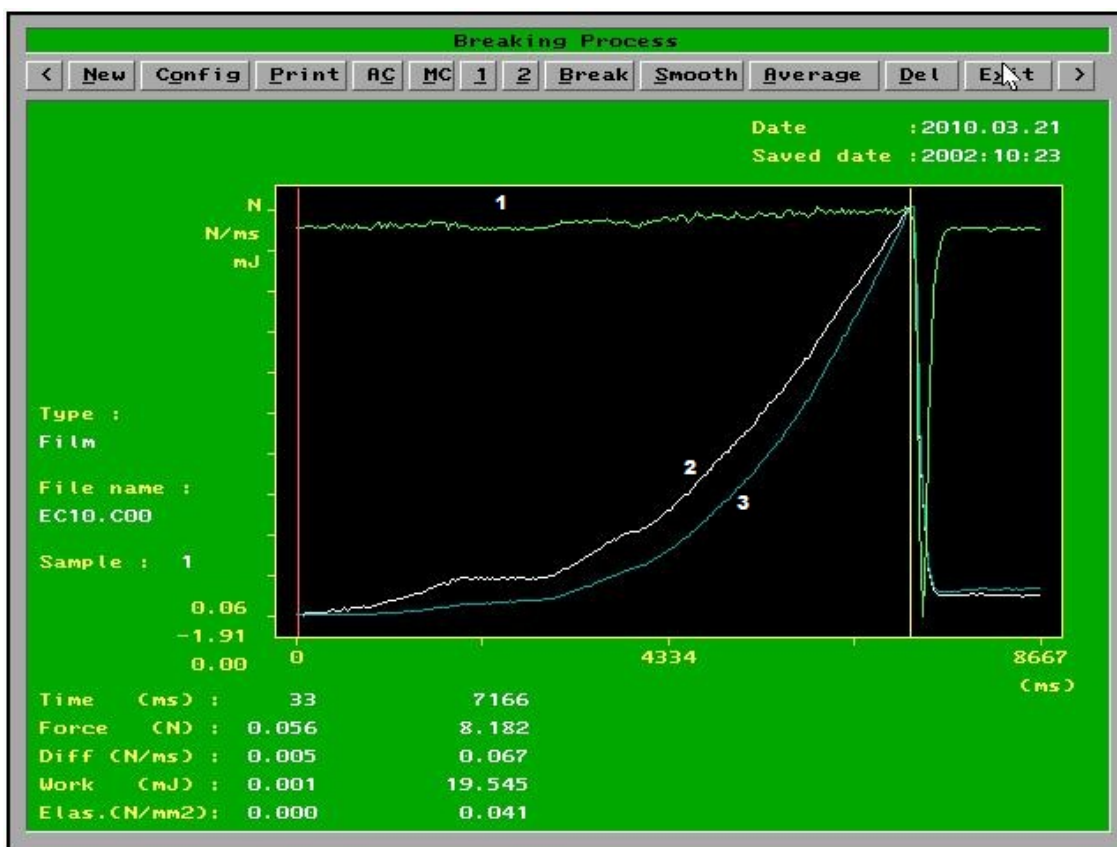 Breaking Process
< New Config Print AC MC 1 2 Break Smooth Average Del Exit >
Date :2010.03.21
Saved date :2002:10:23
N
N/ms
mJ
1
2
3
Type :
Film
File name :
EC10.C00
Sample : 1
0.06
-1.91
0.00
0 4334 8667
(ms)
Time (ms) : 33 7166
Force (N) : 0.056 8.182
Diff (N/ms) : 0.005 0.067
Work (mJ) : 0.001 19.545
Elas.(N/mm2): 0.000 0.041